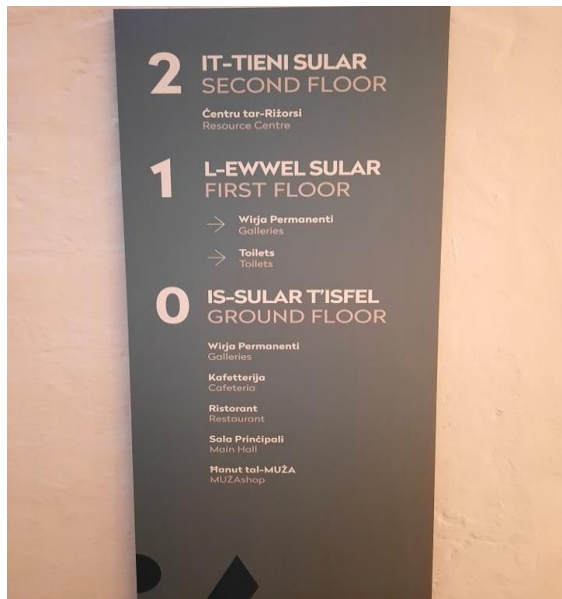 2 IT-TIENI SULAR
SECOND FLOOR
Ċentru tar-Riżorsi
Resource Centre
1 L-EWWEL SULAR
FIRST FLOOR
→ Wirja Permanenti
Galleries
→ Toilets
Toilets
0 IS-SULAR T'ISFEL
GROUND FLOOR
Wirja Permanenti
Galleries
Kafetterija
Cafeteria
Ristorant
Restaurant
Sala Prinċipali
Main Hall
Ħanut tal-MUŻA
MUŻAshop